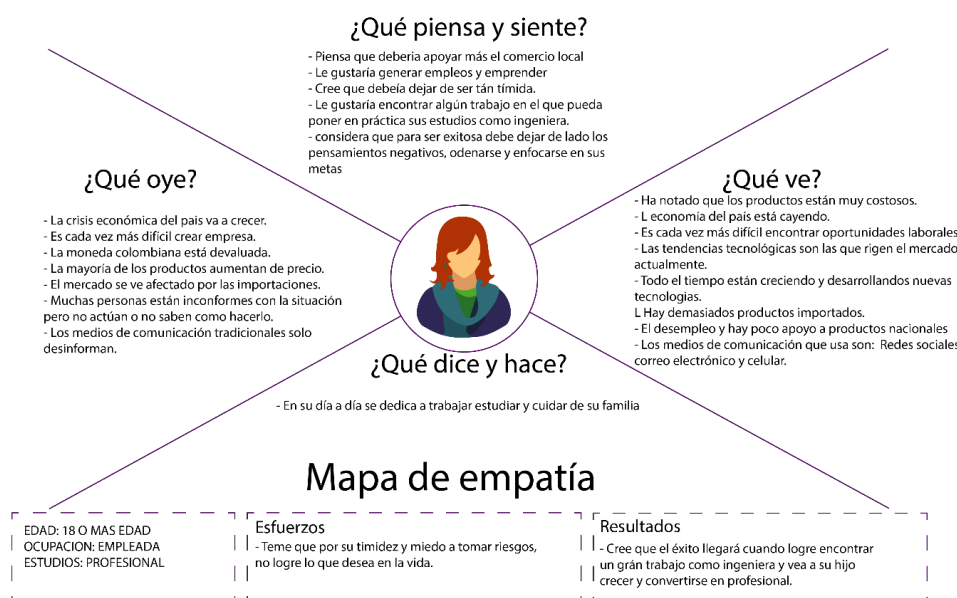 ¿Qué piensa y siente?
- Piensa que deberia apoyar más el comercio local
- Le gustaría generar empleos y emprender
- Cree que debeía dejar de ser tán tímida.
- Le gustaría encontrar algún trabajo en el que pueda
poner en práctica sus estudios como ingeniera.
- considera que para ser exitosa debe dejar de lado los
pensamientos negativos, odenarse y enfocarse en sus
metas
¿Qué oye?
- La crisis económica del pais va a crecer.
- Es cada vez más difícil crear empresa.
- La moneda colombiana está devaluada.
- La mayoría de los productos aumentan de precio.
- El mercado se ve afectado por las importaciones.
- Muchas personas están inconformes con la situación
pero no actúan o no saben como hacerlo.
- Los medios de comunicación tradicionales solo
desinforman.
¿Qué ve?
- Ha notado que los productos están muy costosos.
- L economía del país está cayendo.
- Es cada vez más difícil encontrar oportunidades laborales
- Las tendencias tecnológicas son las que rigen el mercado
actualmente.
- Todo el tiempo están creciendo y desarrollandos nuevas
tecnologías.
L Hay demasiados productos importados.
- El desempleo y hay poco apoyo a productos nacionales
- Los medios de comunicación que usa son: Redes sociales
correo electrónico y celular.
¿Qué dice y hace?
- En su día a día se dedica a trabajar estudiar y cuidar de su familia
Mapa de empatía
EDAD: 18 O MAS EDAD
OCUPACION: EMPLEADA
ESTUDIOS: PROFESIONAL
Esfuerzos
- Teme que por su timidez y miedo a tomar riesgos,
no logre lo que desea en la vida.
Resultados
- Cree que el éxito llegará cuando logre encontrar
un grán trabajo como ingeniera y vea a su hijo
crecer y convertirse en profesional.